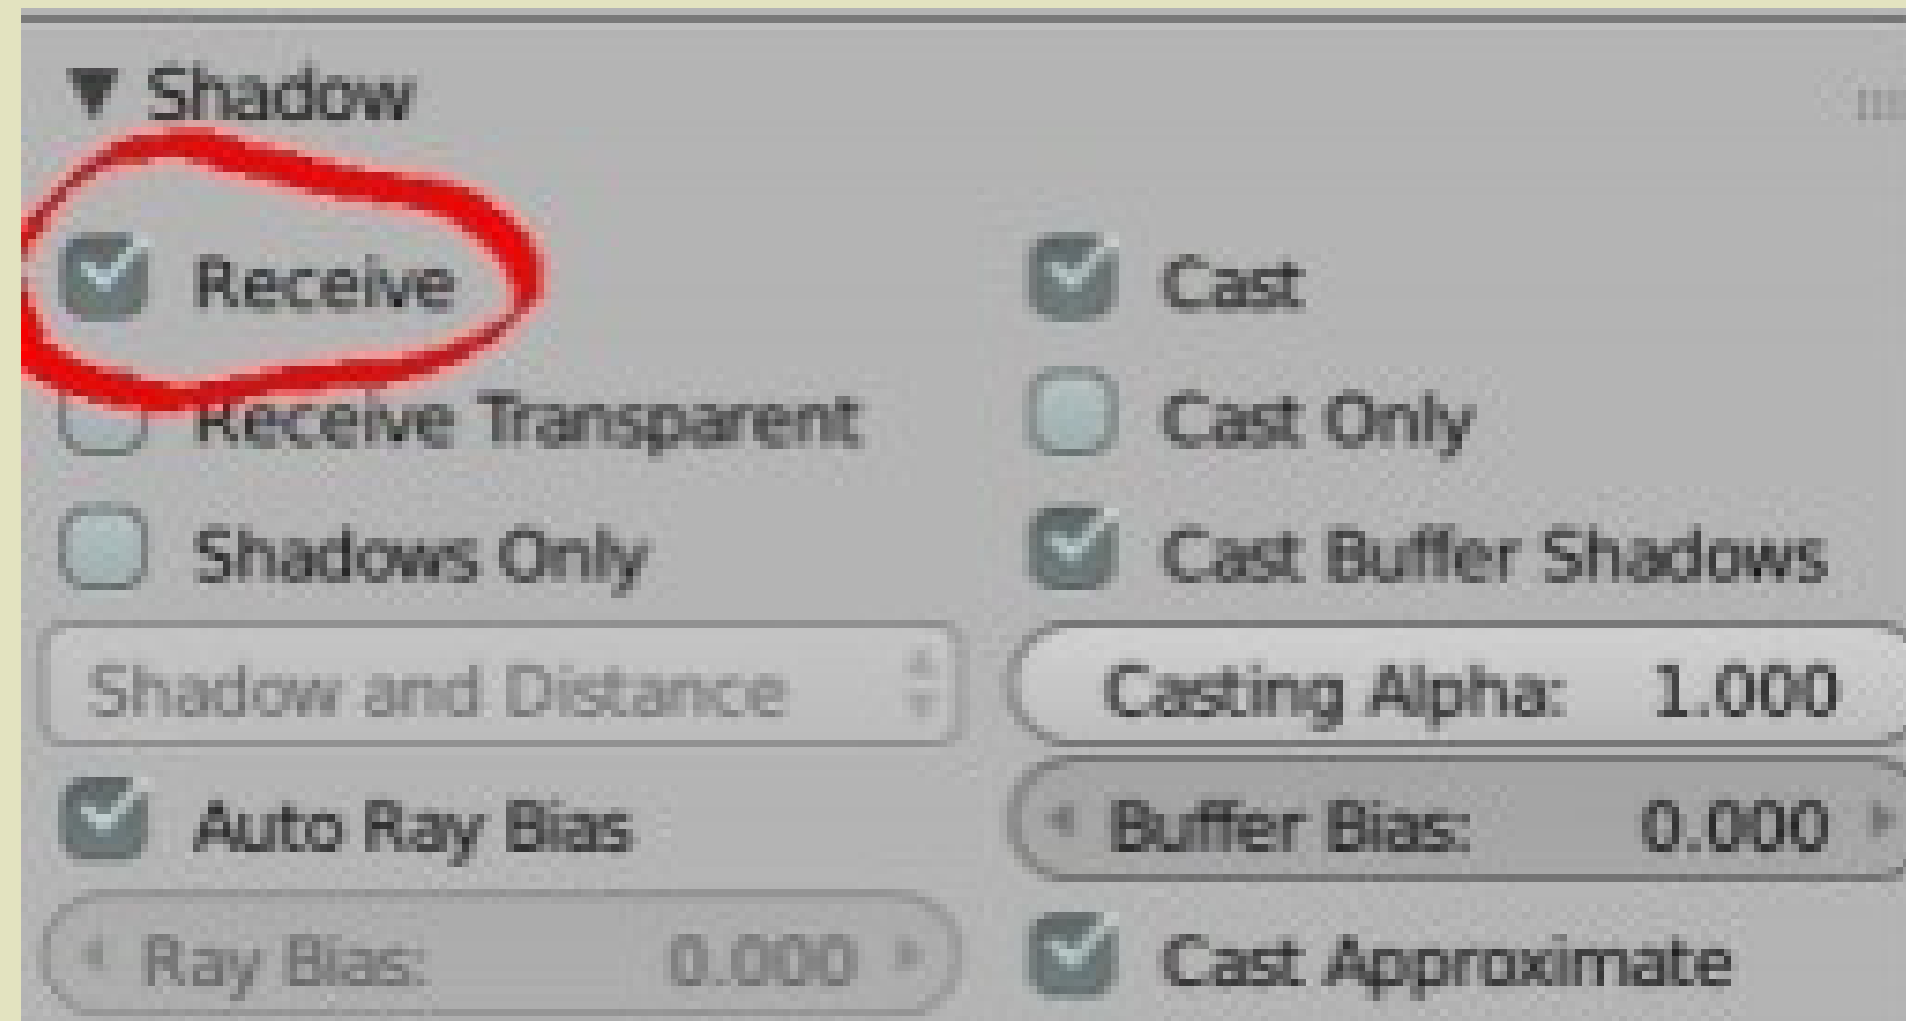 Shadow
Receive
Cast
Receive Transparent
Cast Only
Shadows Only
Cast Buffer Shadows
Shadow and Distance
Casting Alpha: 1.000
Auto Ray Bias
Buffer Bias: 0.000
Ray Bias: 0.000
Cast Approximate